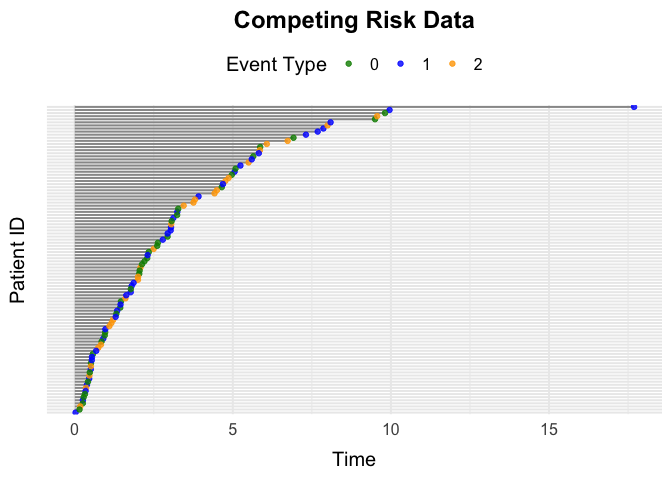 Competing Risk Data
Event Type 0 1 2
Patient ID
0 5 10 15
Time